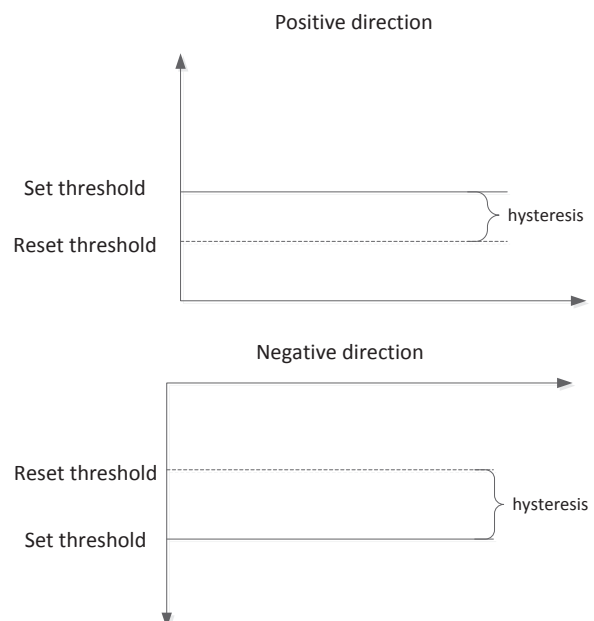 Positive direction
Set threshold
hysteresis
Reset threshold
Negative direction
Reset threshold
hysteresis
Set threshold